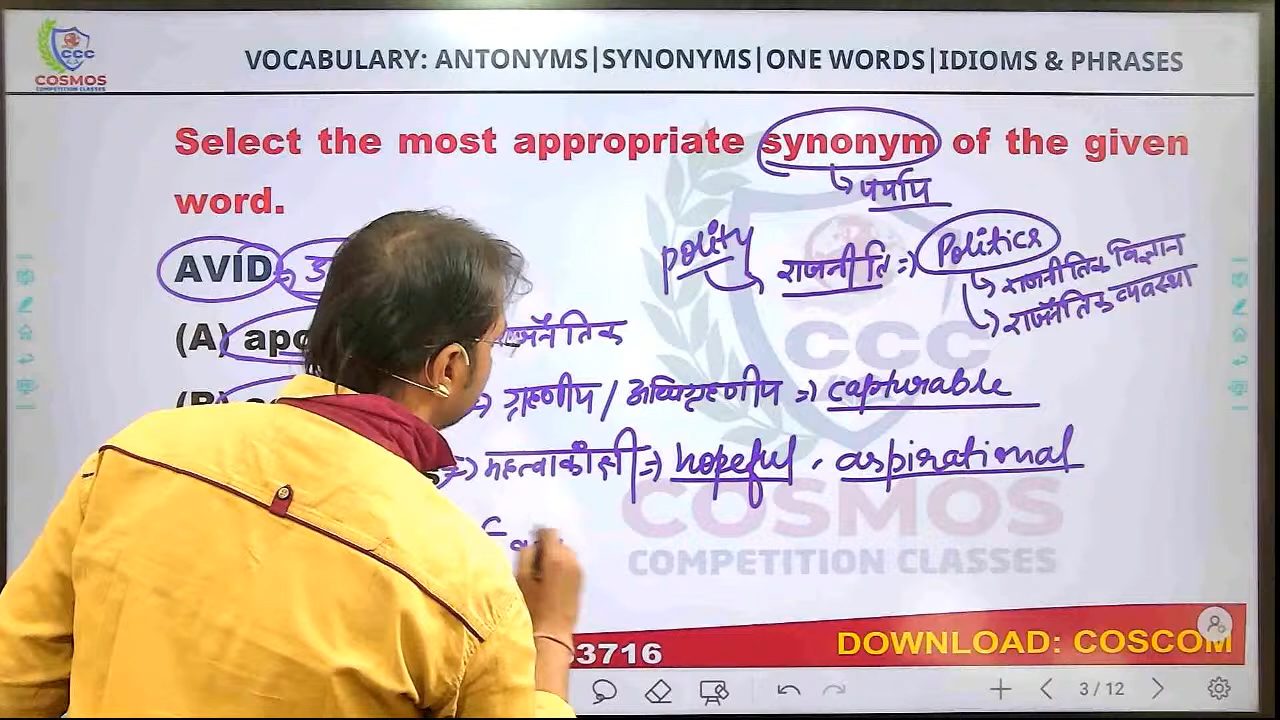 CCC
COSMOS
COMPETITION CLASSES
VOCABULARY: ANTONYMS|SYNONYMS|ONE WORDS|IDIOMS & PHRASES
Select the most appropriate synonym of the given
word.
पर्याय
polity राजनीति => Politics
राजनीतिक विज्ञान
राजनैतिक व्यवस्था
AVID
(A) apo
=> ग्रहणीय / अधिग्रहणीय => capturable
=> महत्वाकांक्षी => hopeful, aspirational
CCC
COSMOS
COMPETITION CLASSES
3716
DOWNLOAD: COSCOM
3 / 12